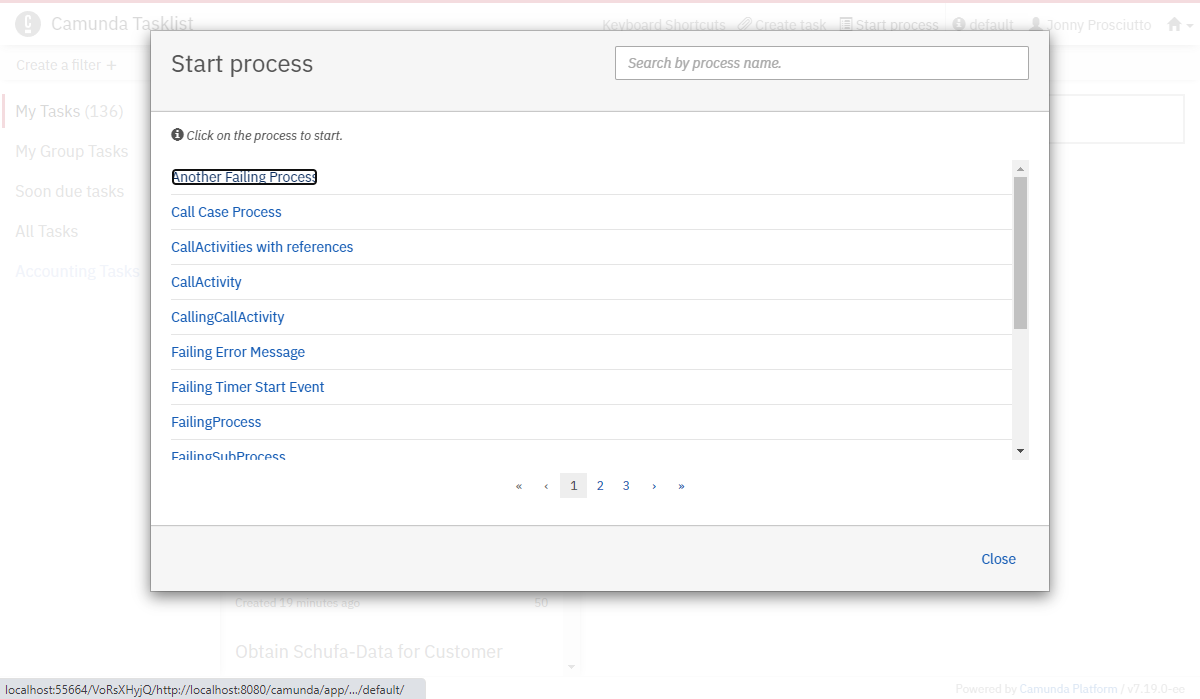 Camunda Tasklist
Keyboard Shortcuts Create task Start process default Jonny Prosciutto
Create a filter +
My Tasks (136)
My Group Tasks
Soon due tasks
All Tasks
Accounting Tasks
Start process
Search by process name.
Click on the process to start.
Another Failing Process
Call Case Process
CallActivities with references
CallActivity
CallingCallActivity
Failing Error Message
Failing Timer Start Event
FailingProcess
FailingSubProcess
« ‹ 1 2 3 › »
Close
Created 19 minutes ago 50
Obtain Schufa-Data for Customer
localhost:55664/VoRsXHyjQ/http://localhost:8080/camunda/app/.../default/
Powered by Camunda Platform / v7.19.0-ee